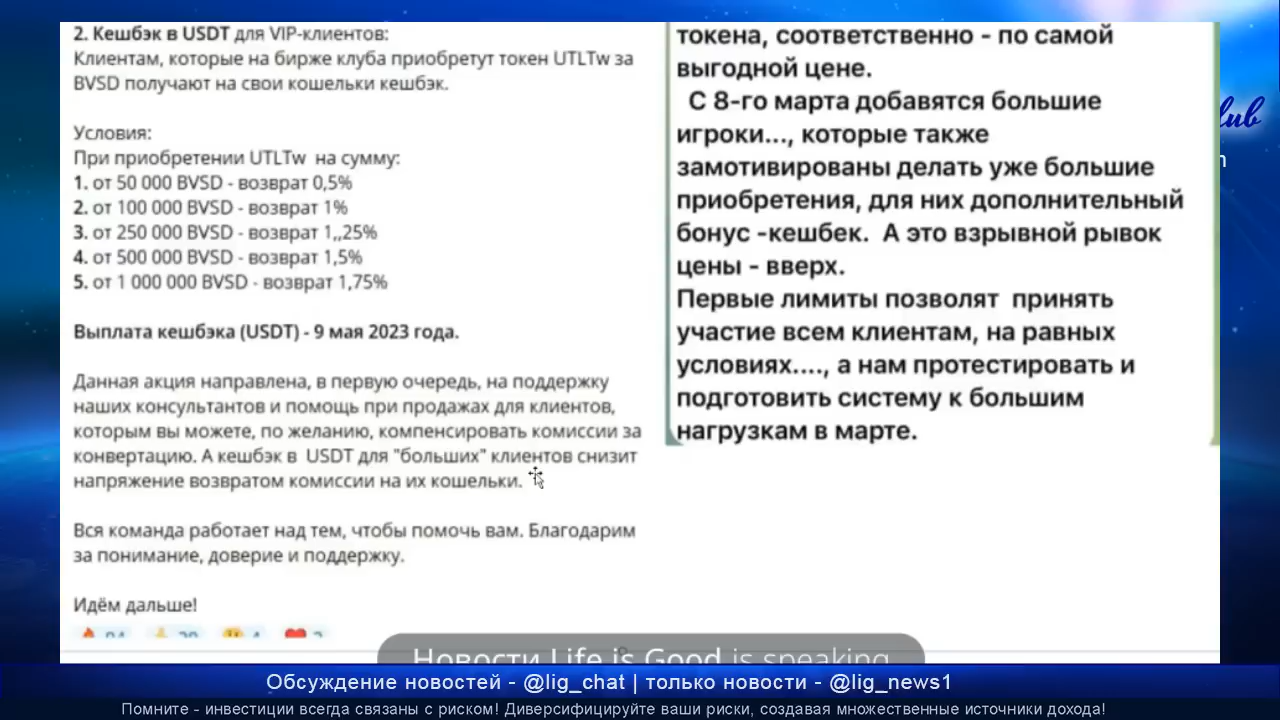 2. Кешбэк в USDT для VIP-клиентов:
Клиентам, которые на бирже клуба приобретут токен UTLTw за
BVSD получают на свои кошельки кешбэк.
Условия:
При приобретении UTLTw на сумму:
1. от 50 000 BVSD - возврат 0,5%
2. от 100 000 BVSD - возврат 1%
3. от 250 000 BVSD - возврат 1,,25%
4. от 500 000 BVSD - возврат 1,5%
5. от 1 000 000 BVSD - возврат 1,75%
Выплата кешбэка (USDT) - 9 мая 2023 года.
Данная акция направлена, в первую очередь, на поддержку
наших консультантов и помощь при продажах для клиентов,
которым вы можете, по желанию, компенсировать комиссии за
конвертацию. А кешбэк в USDT для "больших" клиентов снизит
напряжение возвратом комиссии на их кошельки.
Вся команда работает над тем, чтобы помочь вам. Благодарим
за понимание, доверие и поддержку.
Идём дальше!
токена, соответственно - по самой
выгодной цене.
С 8-го марта добавятся большие
игроки..., которые также
замотивированы делать уже большие
приобретения, для них дополнительный
бонус -кешбек. А это взрывной рывок
цены - вверх.
Первые лимиты позволят принять
участие всем клиентам, на равных
условиях...., а нам протестировать и
подготовить систему к большим
нагрузкам в марте.
Новости Life is Good is speaking
Обсуждение новостей - @lig_chat | только новости - @lig_news1
Помните - инвестиции всегда связаны с риском! Диверсифицируйте ваши риски, создавая множественные источники дохода!